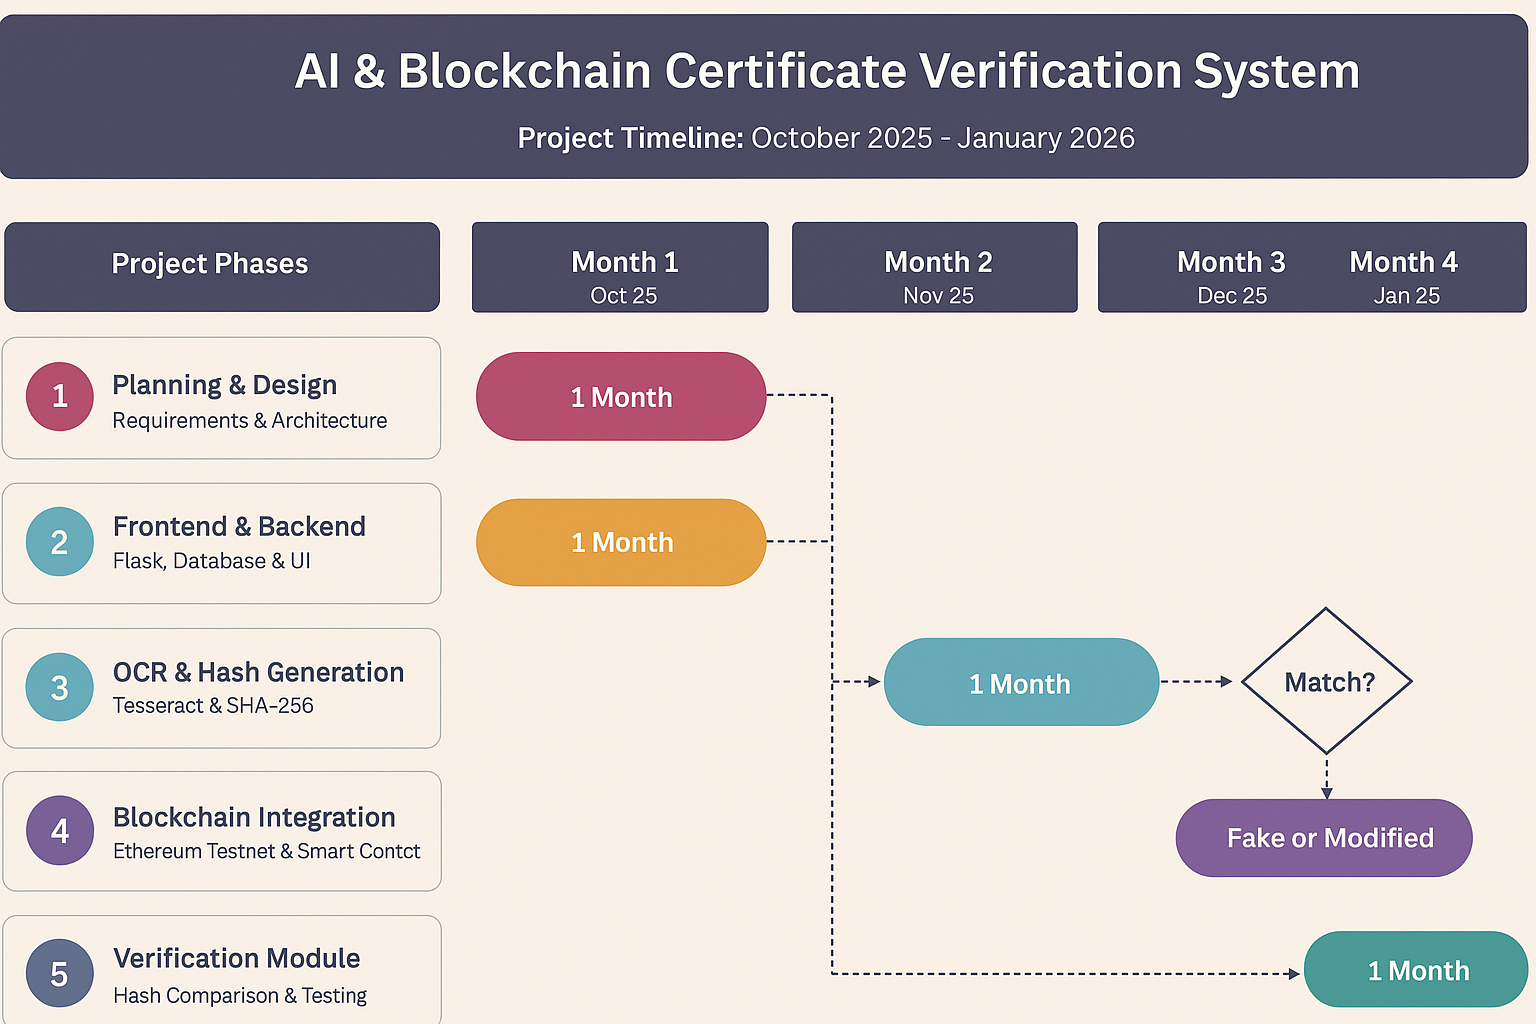 AI & Blockchain Certificate Verification System
Project Timeline: October 2025 - January 2026
Project Phases
Month 1
Oct 25
Month 2
Nov 25
Month 3
Dec 25
Month 4
Jan 25
1
Planning & Design
Requirements & Architecture
1 Month
2
Frontend & Backend
Flask, Database & UI
1 Month
3
OCR & Hash Generation
Tesseract & SHA-256
1 Month
Match?
4
Blockchain Integration
Ethereum Testnet & Smart Contct
Fake or Modified
5
Verification Module
Hash Comparison & Testing
1 Month